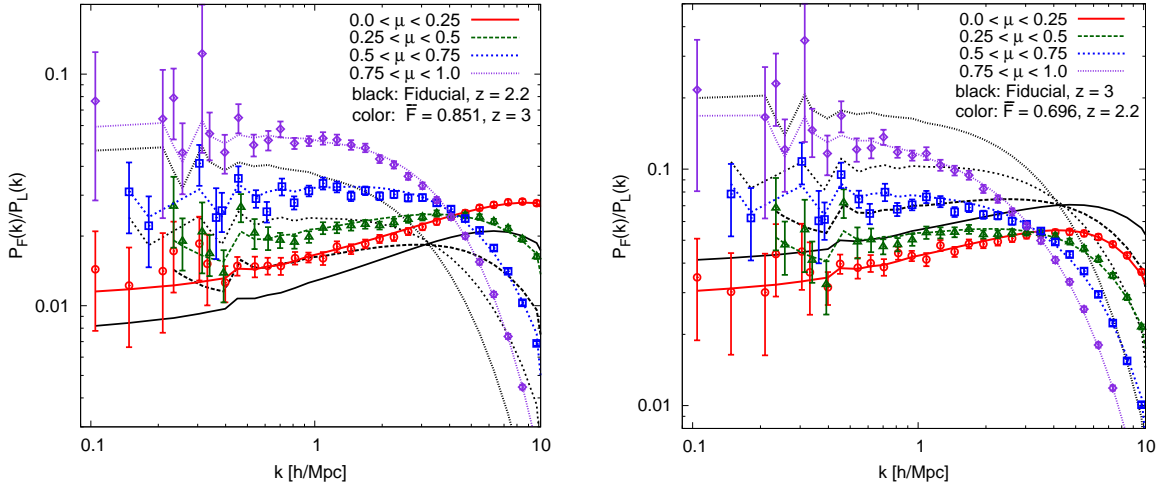 0.0 < μ < 0.25
0.25 < μ < 0.5
0.5 < μ < 0.75
0.75 < μ < 1.0
black: Fiducial, z = 2.2
color: F̅ = 0.851, z = 3
0.1
0.01
P_F(k)/P_L(k)
0.1
1
10
k [h/Mpc]
0.0 < μ < 0.25
0.25 < μ < 0.5
0.5 < μ < 0.75
0.75 < μ < 1.0
black: Fiducial, z = 3
color: F̅ = 0.696, z = 2.2
0.1
0.01
P_F(k)/P_L(k)
0.1
1
10
k [h/Mpc]